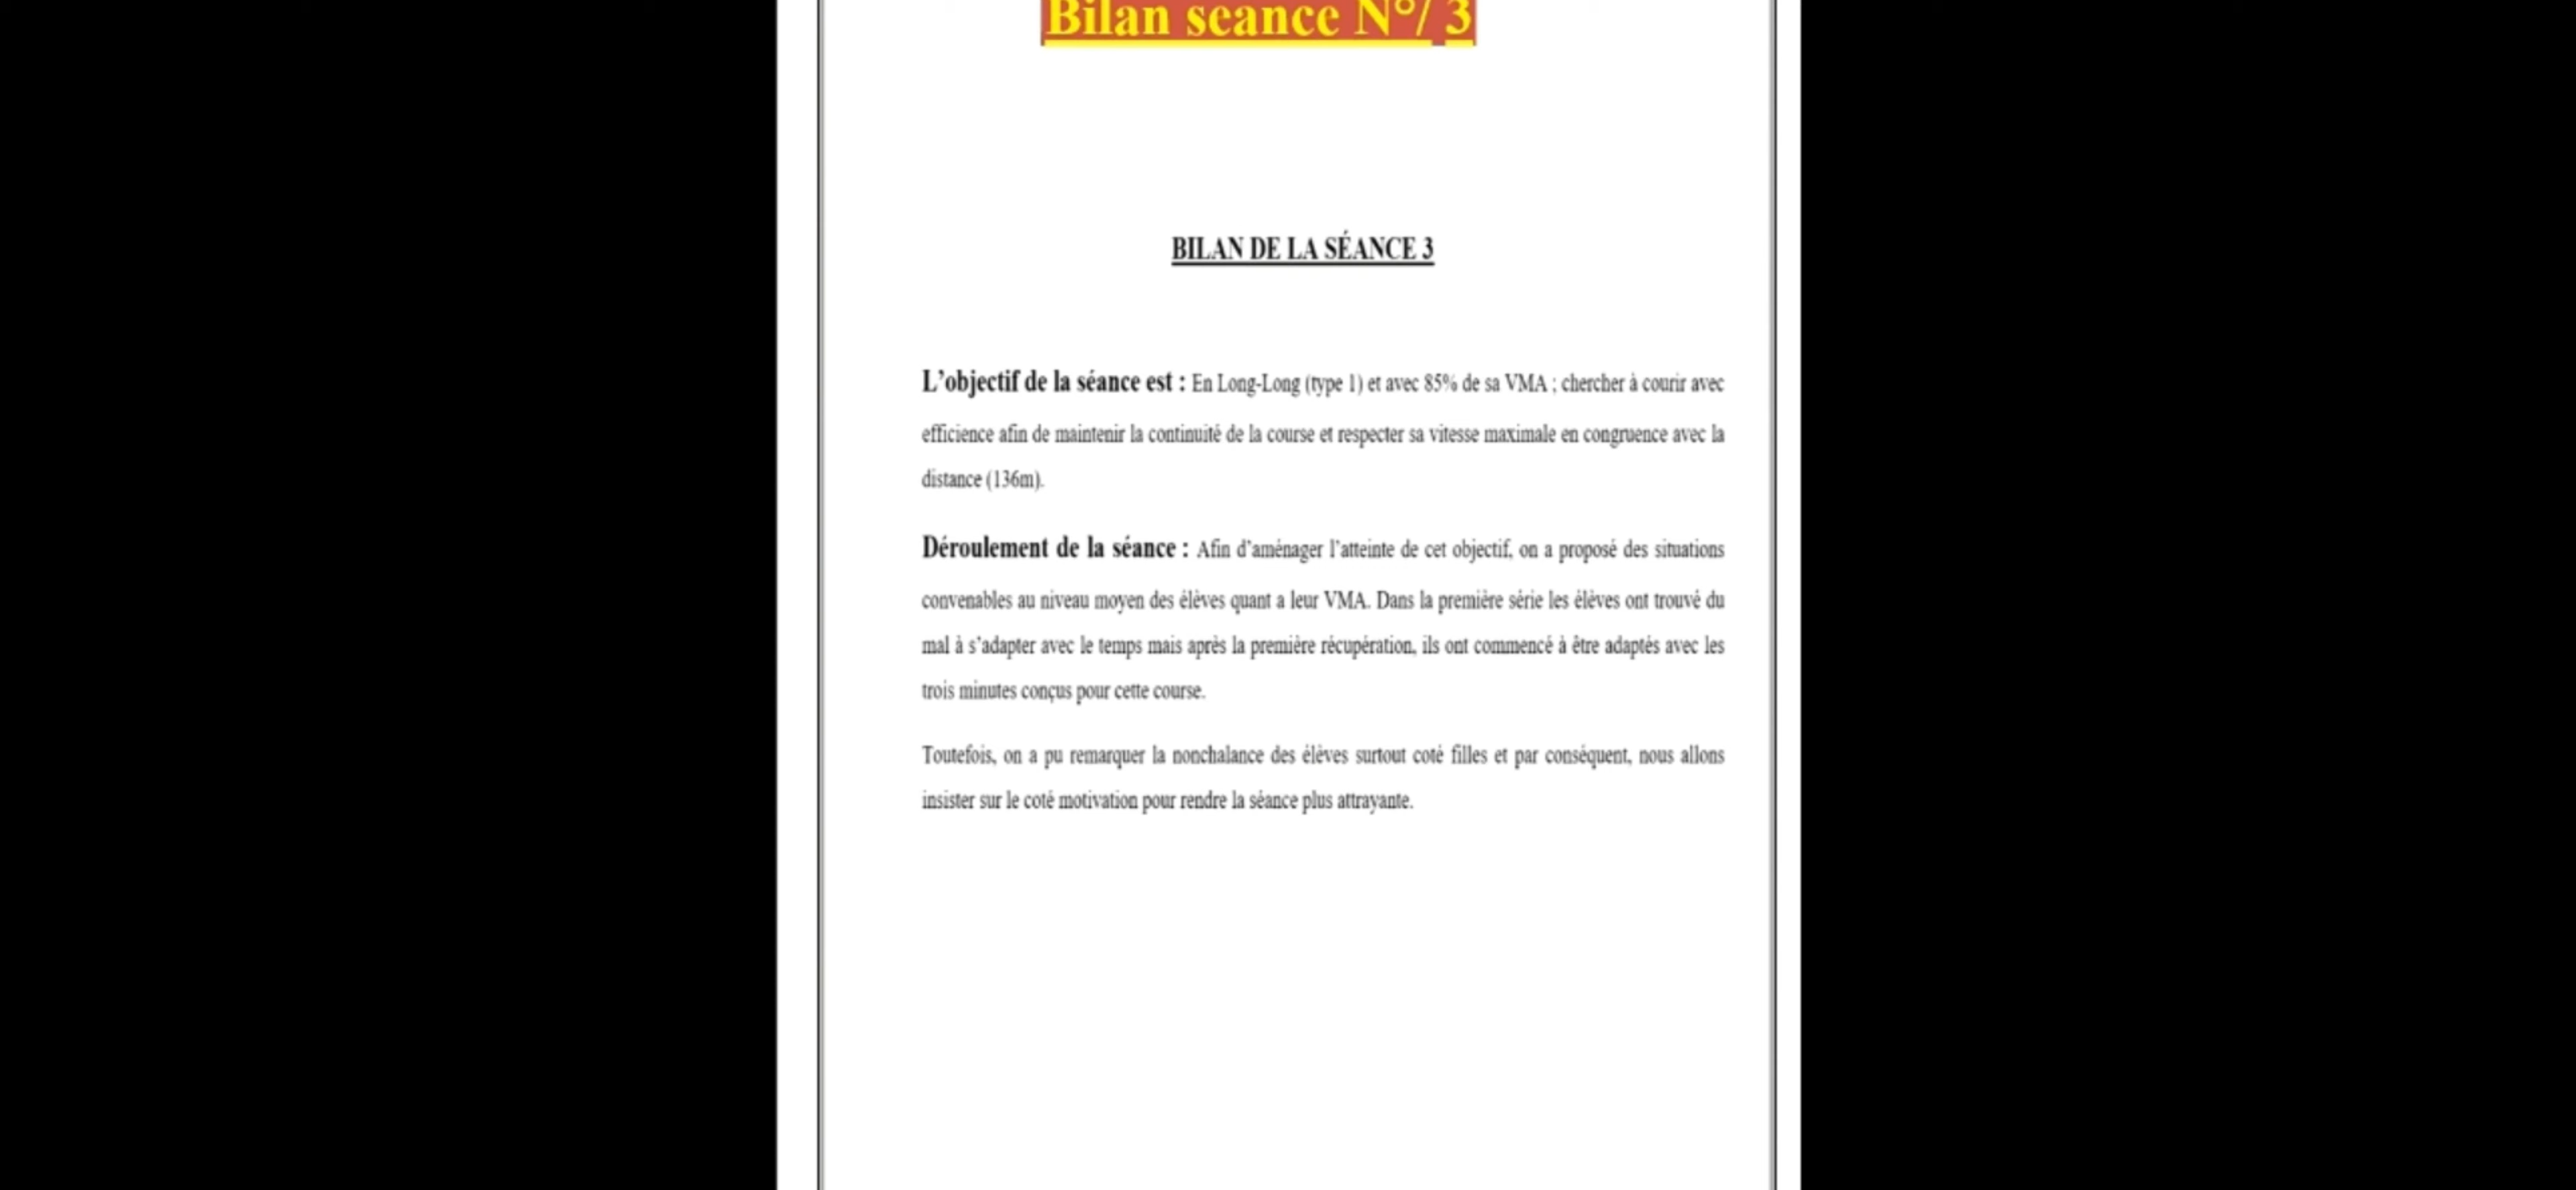 Bilan seance N°/ 3
BILAN DE LA SÉANCE 3
L’objectif de la séance est : En Long-Long (type 1) et avec 85% de sa VMA ; chercher à courir avec
efficience afin de maintenir la continuité de la course et respecter sa vitesse maximale en congruence avec la
distance (136m).
Déroulement de la séance : Afin d’aménager l’atteinte de cet objectif, on a proposé des situations
convenables au niveau moyen des élèves quant a leur VMA. Dans la première série les élèves ont trouvé du
mal à s’adapter avec le temps mais après la première récupération, ils ont commencé à être adaptés avec les
trois minutes conçus pour cette course.
Toutefois, on a pu remarquer la nonchalance des élèves surtout coté filles et par conséquent, nous allons
insister sur le coté motivation pour rendre la séance plus attrayante.